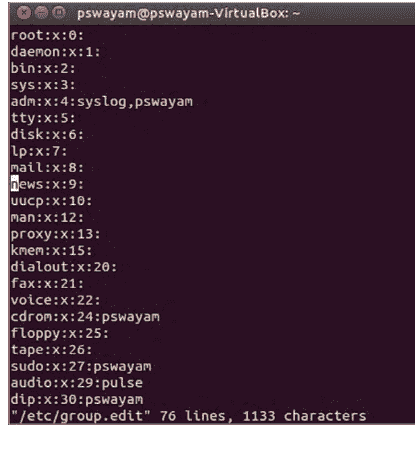 pswayam@pswayam-VirtualBox: ~
root:x:0:
daemon:x:1:
bin:x:2:
sys:x:3:
adm:x:4:syslog,pswayam
tty:x:5:
disk:x:6:
lp:x:7:
mail:x:8:
news:x:9:
uucp:x:10:
man:x:12:
proxy:x:13:
kmem:x:15:
dialout:x:20:
fax:x:21:
voice:x:22:
cdrom:x:24:pswayam
floppy:x:25:
tape:x:26:
sudo:x:27:pswayam
audio:x:29:pulse
dip:x:30:pswayam
"/etc/group.edit" 76 lines, 1133 characters